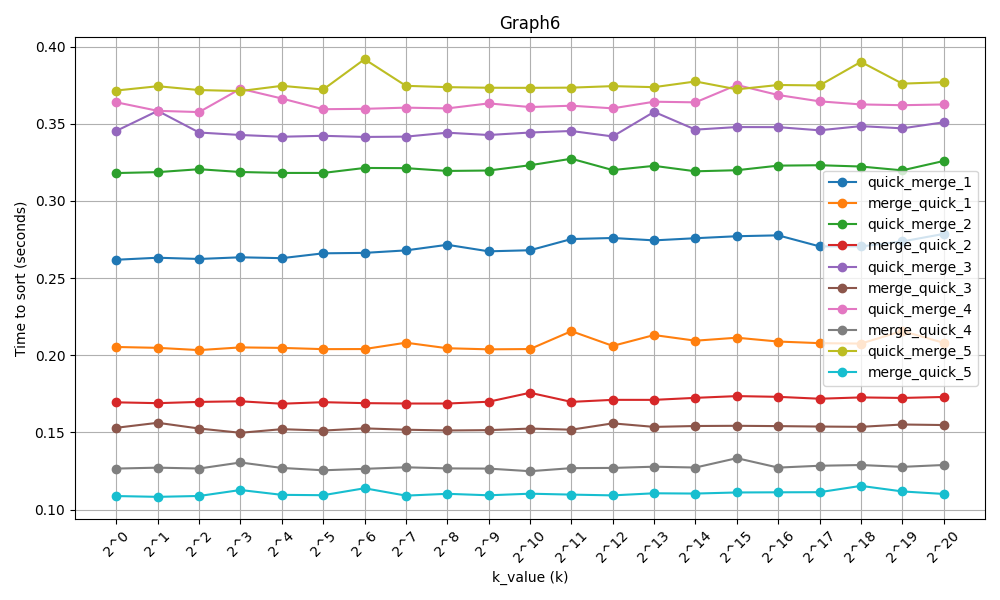 Graph6
Time to sort (seconds)
0.40
0.35
0.30
0.25
0.20
0.15
0.10
quick_merge_1
merge_quick_1
quick_merge_2
merge_quick_2
quick_merge_3
merge_quick_3
quick_merge_4
merge_quick_4
quick_merge_5
merge_quick_5
2^0 2^1 2^2 2^3 2^4 2^5 2^6 2^7 2^8 2^9 2^10 2^11 2^12 2^13 2^14 2^15 2^16 2^17 2^18 2^19 2^20
k_value (k)